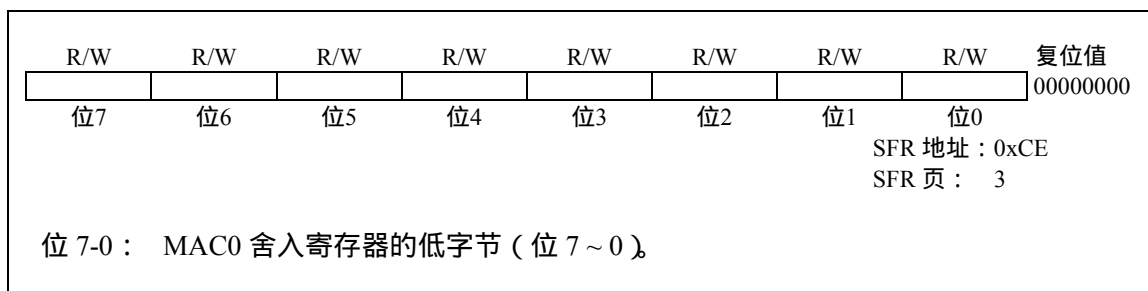 R/W R/W R/W R/W R/W R/W R/W R/W 复位值
00000000
位7 位6 位5 位4 位3 位2 位1 位0
SFR 地址：0xCE
SFR 页： 3
位 7-0： MAC0 舍入寄存器的低字节（位 7～0）。